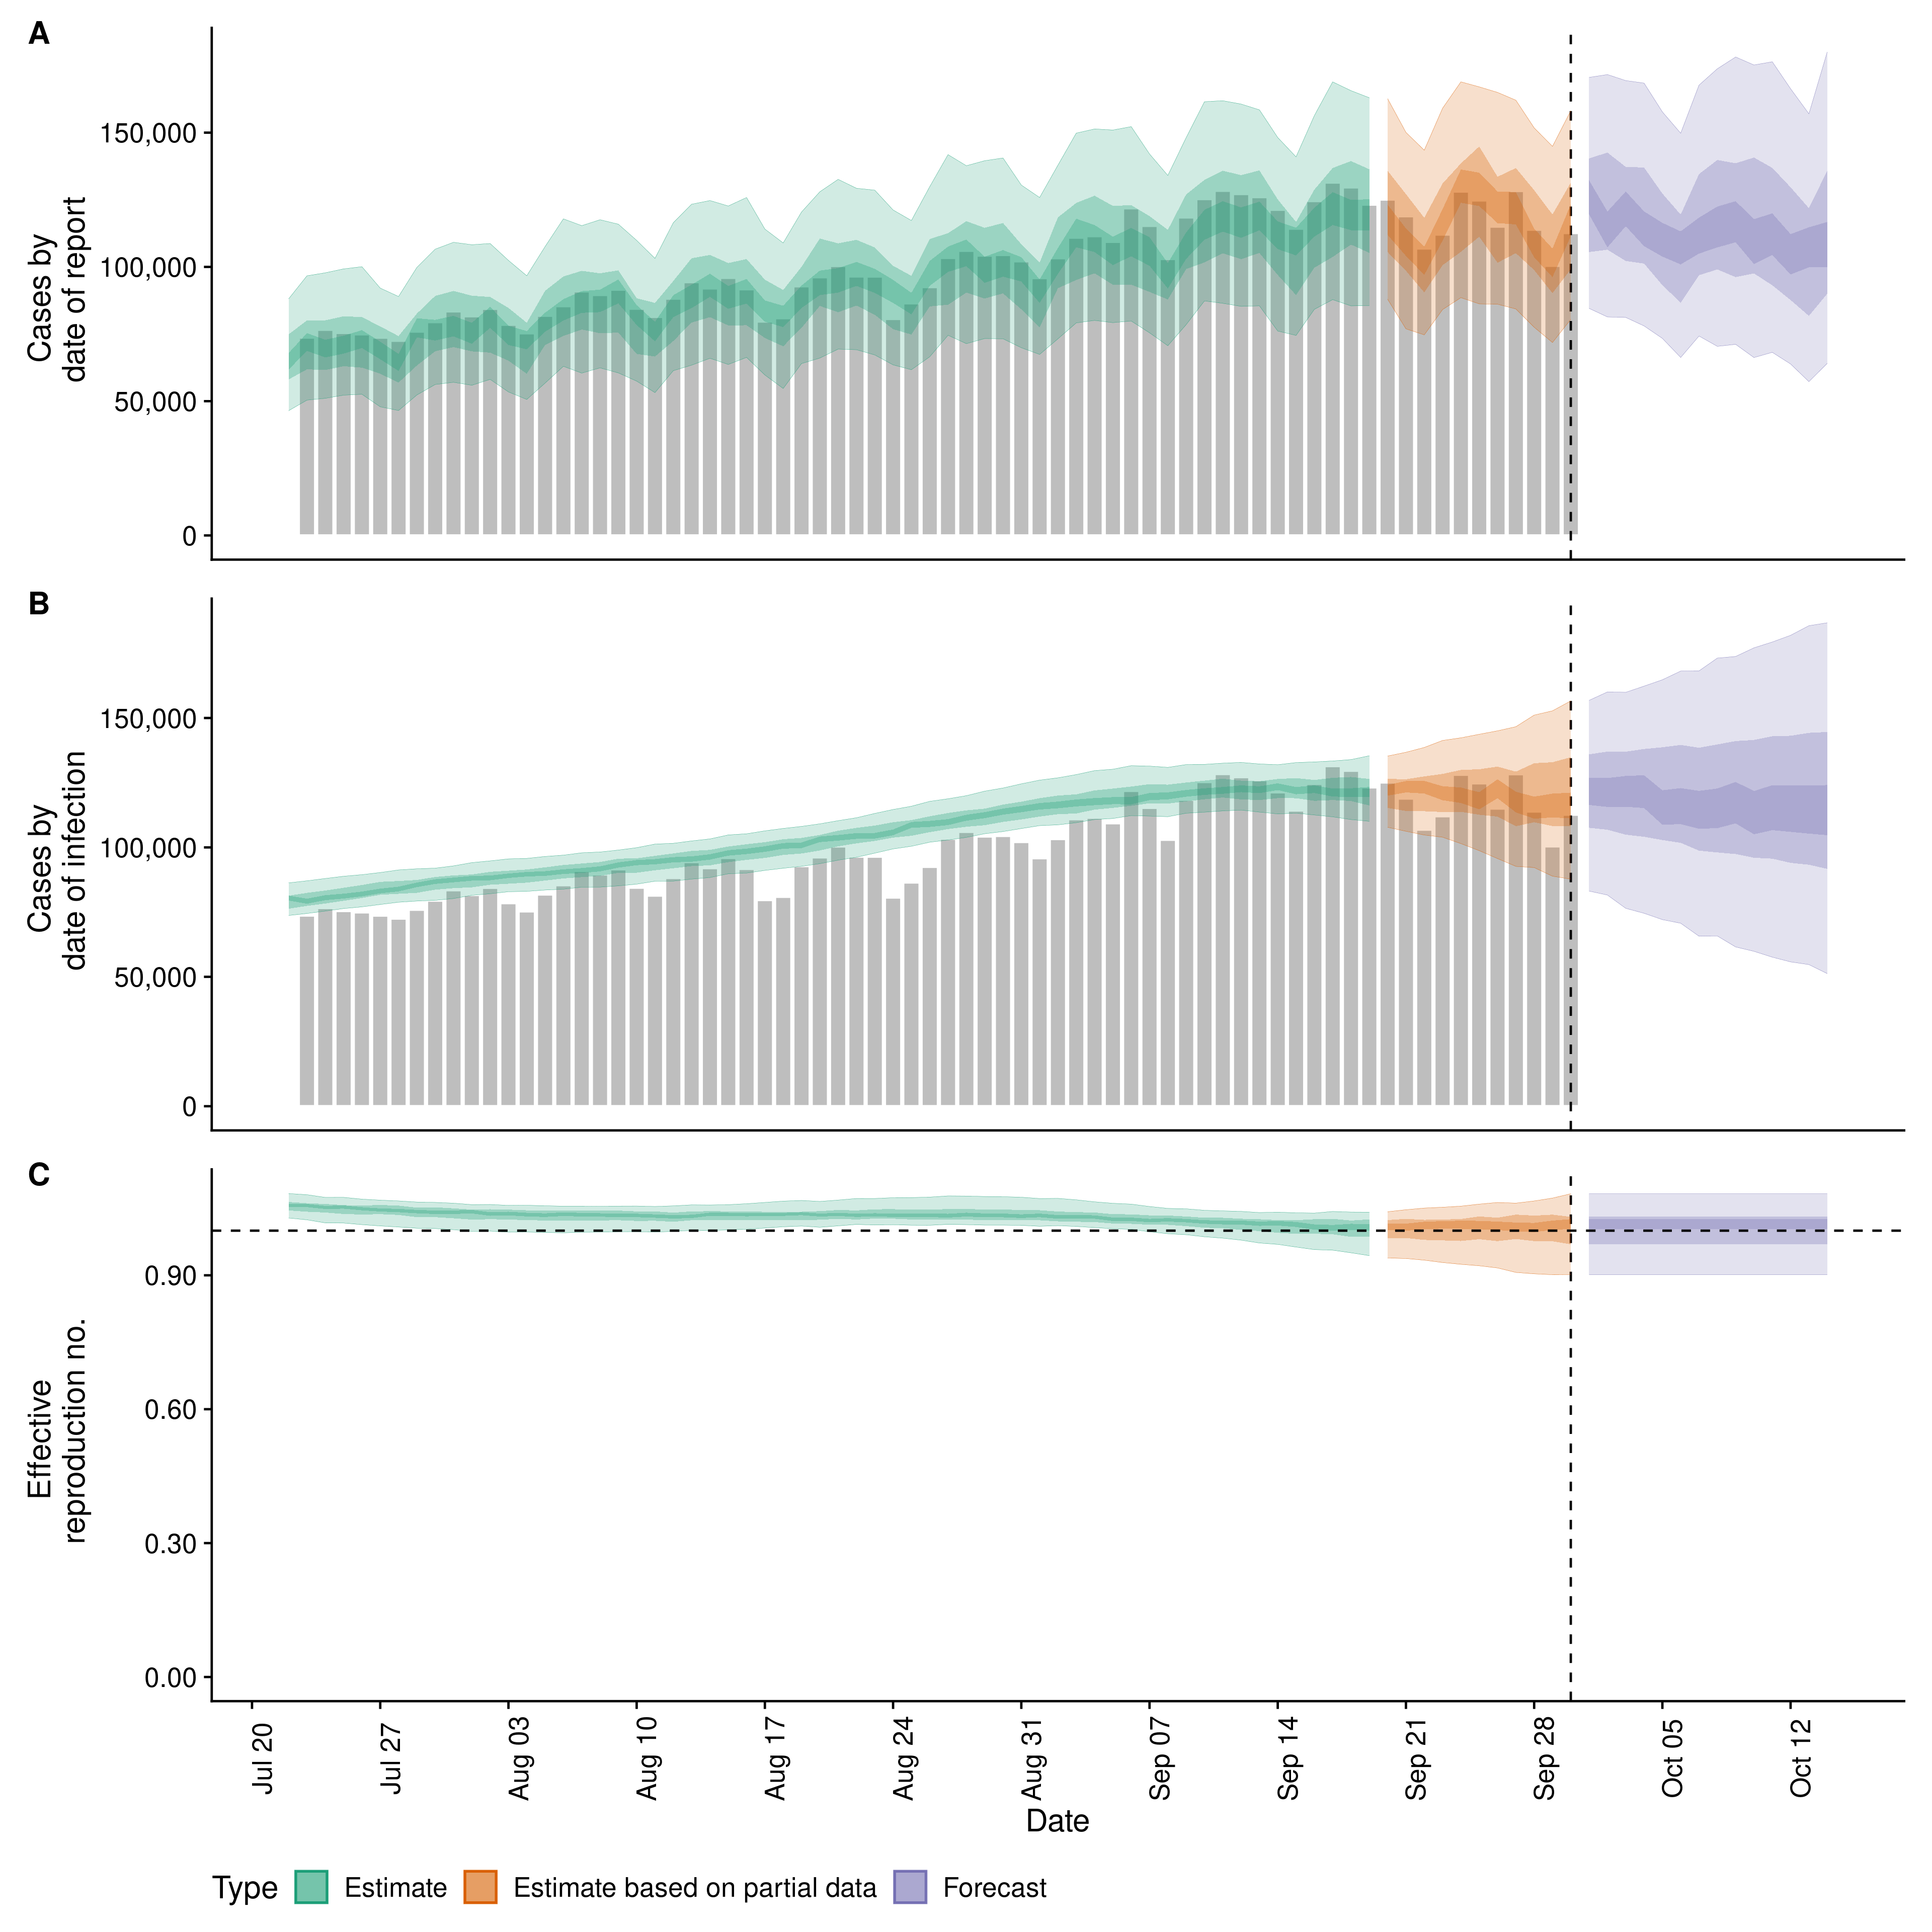 A
Cases by
date of report
150,000
100,000
50,000
0
B
Cases by
date of infection
150,000
100,000
50,000
0
C
Effective
reproduction no.
0.90
0.60
0.30
0.00
Jul 20
Jul 27
Aug 03
Aug 10
Aug 17
Aug 24
Aug 31
Sep 07
Sep 14
Sep 21
Sep 28
Oct 05
Oct 12
Date
Type Estimate Estimate based on partial data Forecast